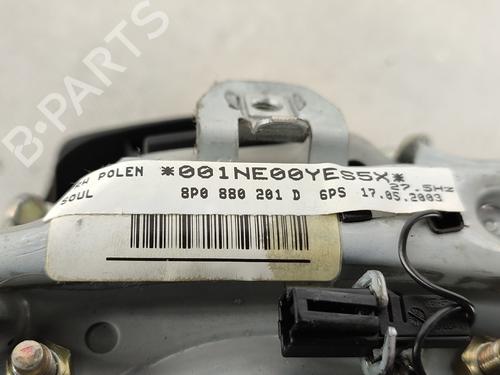 B-PARTS
POLEN *001NE00YES5X*
SOUL 8P0 880 201 D 6PS 27.5HZ
17.05.2003